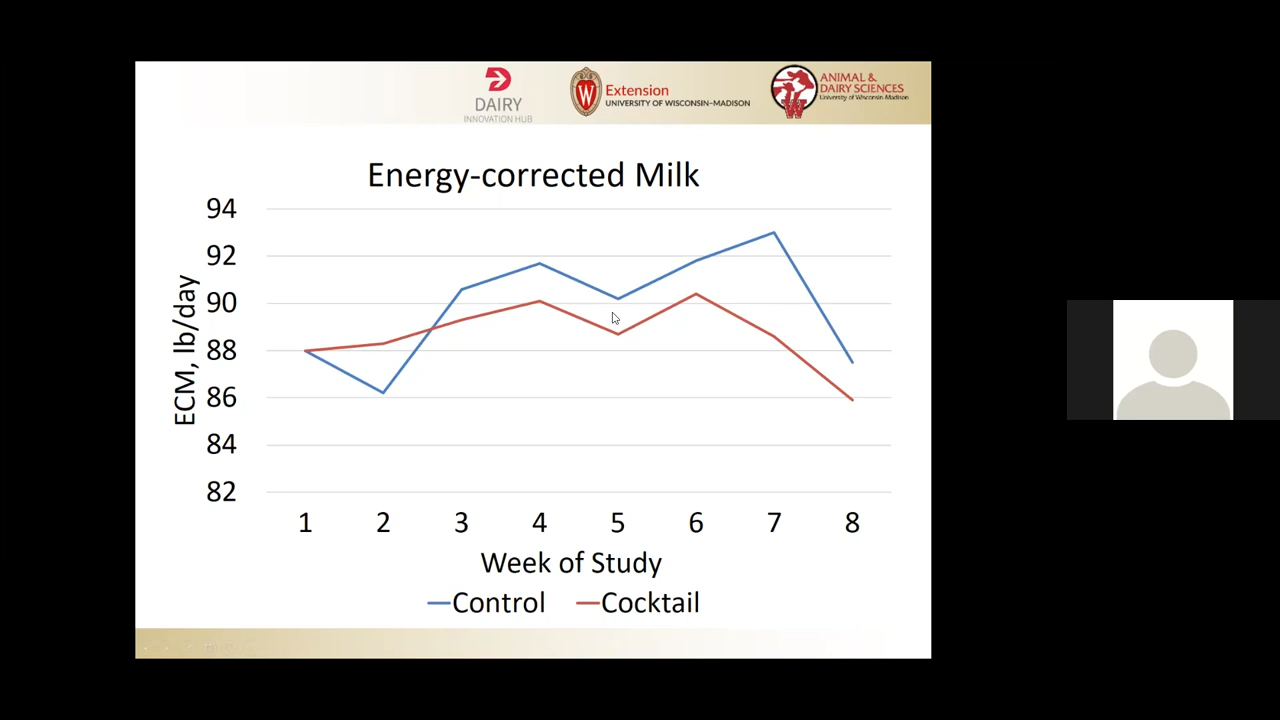 DAIRY
INNOVATION HUB
W
Extension
UNIVERSITY OF WISCONSIN–MADISON
W
ANIMAL &
DAIRY SCIENCES
University of Wisconsin-Madison
Energy-corrected Milk
ECM, lb/day
94
92
90
88
86
84
82
1 2 3 4 5 6 7 8
Week of Study
Control Cocktail